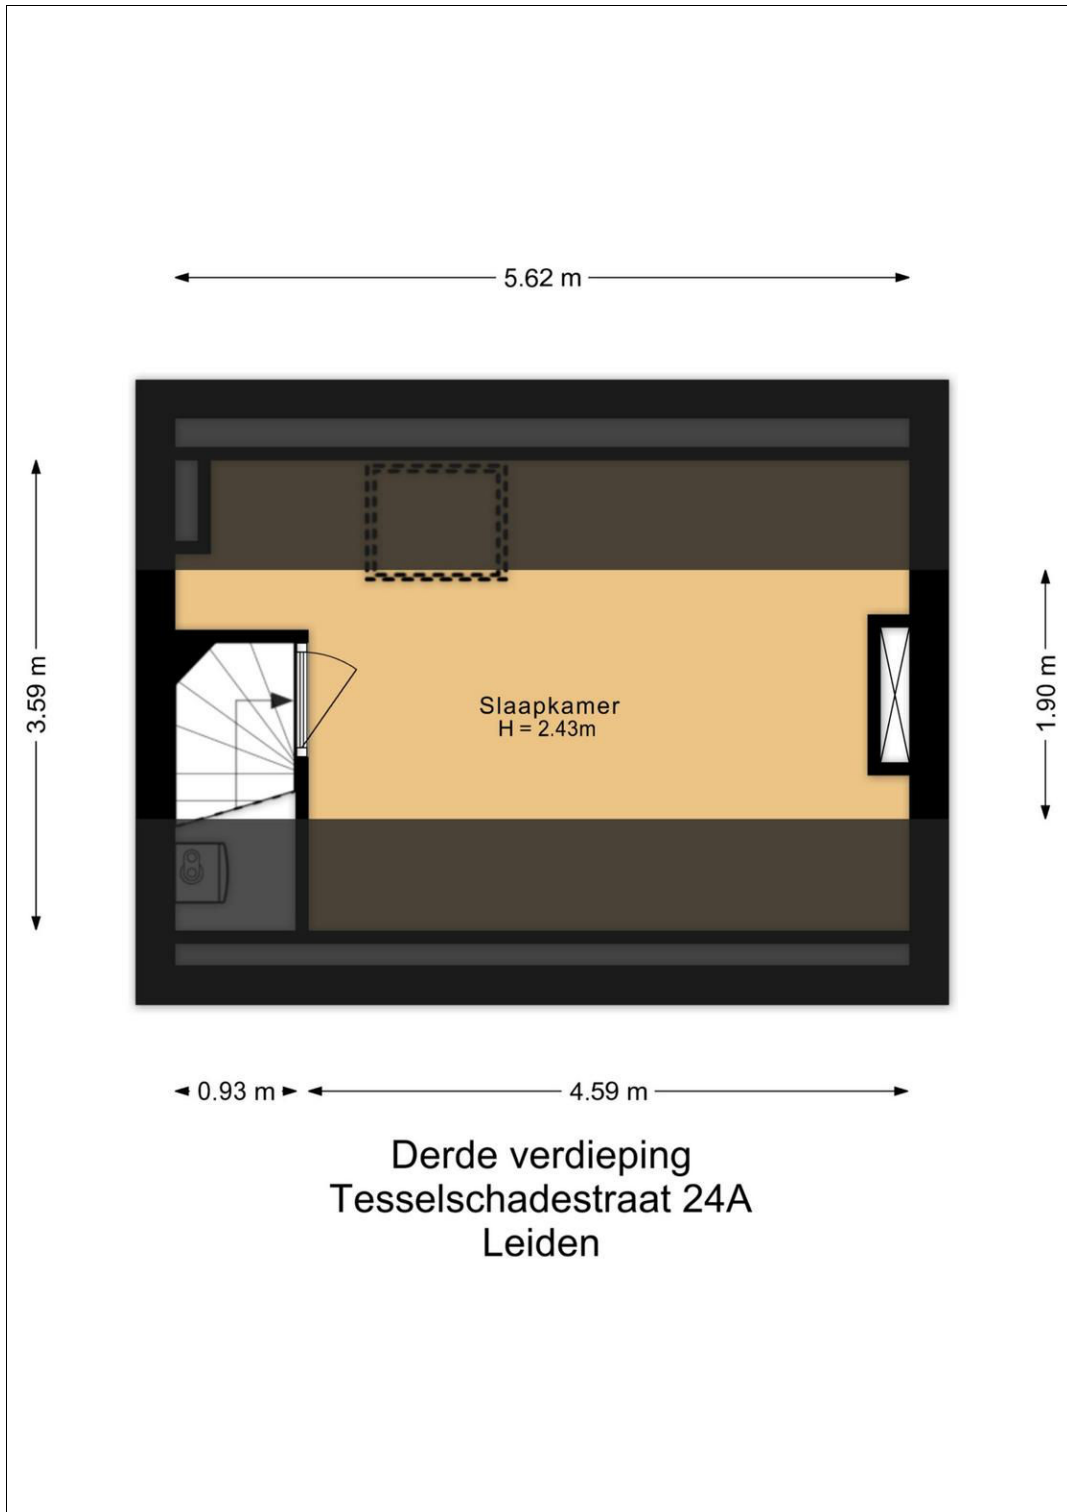 5.62 m
3.59 m
1.90 m
Slaapkamer
H = 2.43m
0.93 m
4.59 m
Derde verdieping
Tesselschadestraat 24A
Leiden